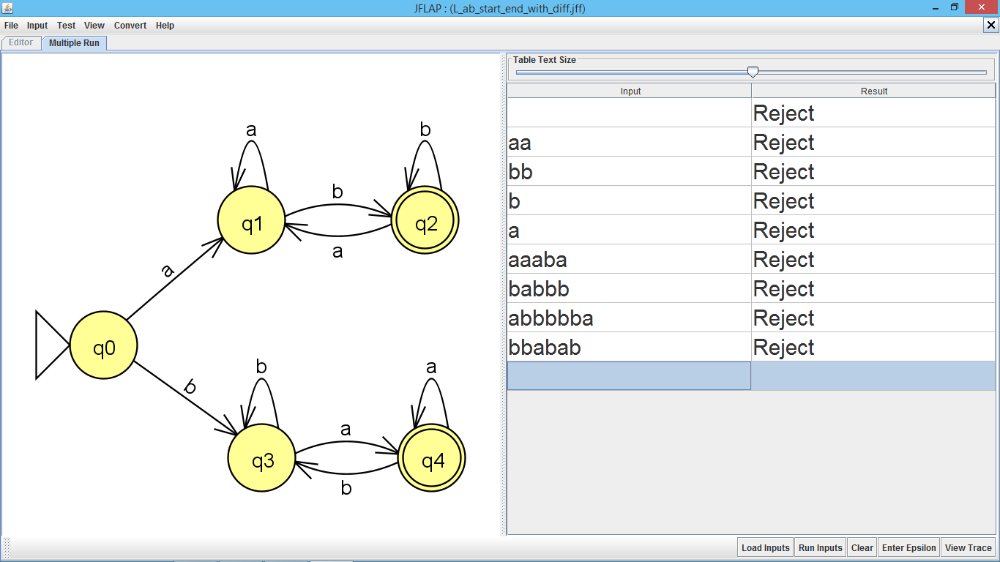 JFLAP : (L_ab_start_end_with_diff.jff)
File Input Test View Convert Help
Editor Multiple Run
a
b
b
q1
q2
a
a
q0
b
b
a
a
q3
q4
b
Table Text Size
Input Result
Reject
aa Reject
bb Reject
b Reject
a Reject
aaaba Reject
babbb Reject
abbbbba Reject
bbabab Reject
Load Inputs Run Inputs Clear Enter Epsilon View Trace